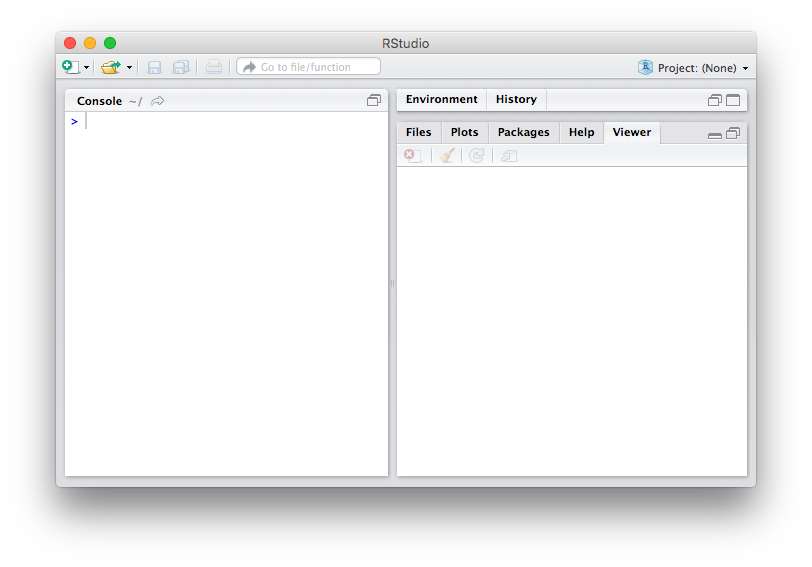 RStudio
Go to file/function
R Project: (None)
Console ~/
>
Environment History
Files Plots Packages Help Viewer